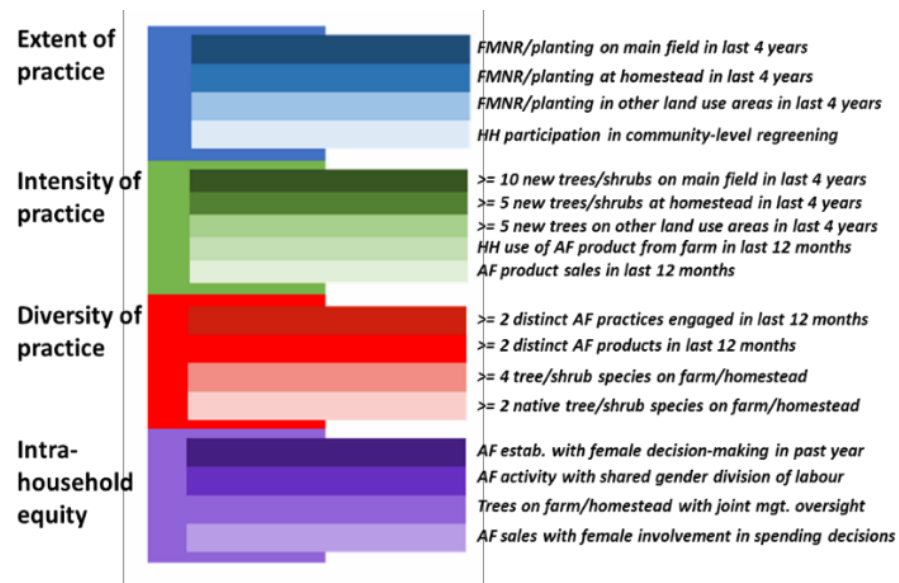 Extent of
practice
FMNR/planting on main field in last 4 years
FMNR/planting at homestead in last 4 years
FMNR/planting in other land use areas in last 4 years
HH participation in community-level regreening
Intensity of
practice
>= 10 new trees/shrubs on main field in last 4 years
>= 5 new trees/shrubs at homestead in last 4 years
>= 5 new trees on other land use areas in last 4 years
HH use of AF product from farm in last 12 months
AF product sales in last 12 months
Diversity of
practice
>= 2 distinct AF practices engaged in last 12 months
>= 2 distinct AF products in last 12 months
>= 4 tree/shrub species on farm/homestead
>= 2 native tree/shrub species on farm/homestead
Intra-
household
equity
AF estab. with female decision-making in past year
AF activity with shared gender division of labour
Trees on farm/homestead with joint mgt. oversight
AF sales with female involvement in spending decisions